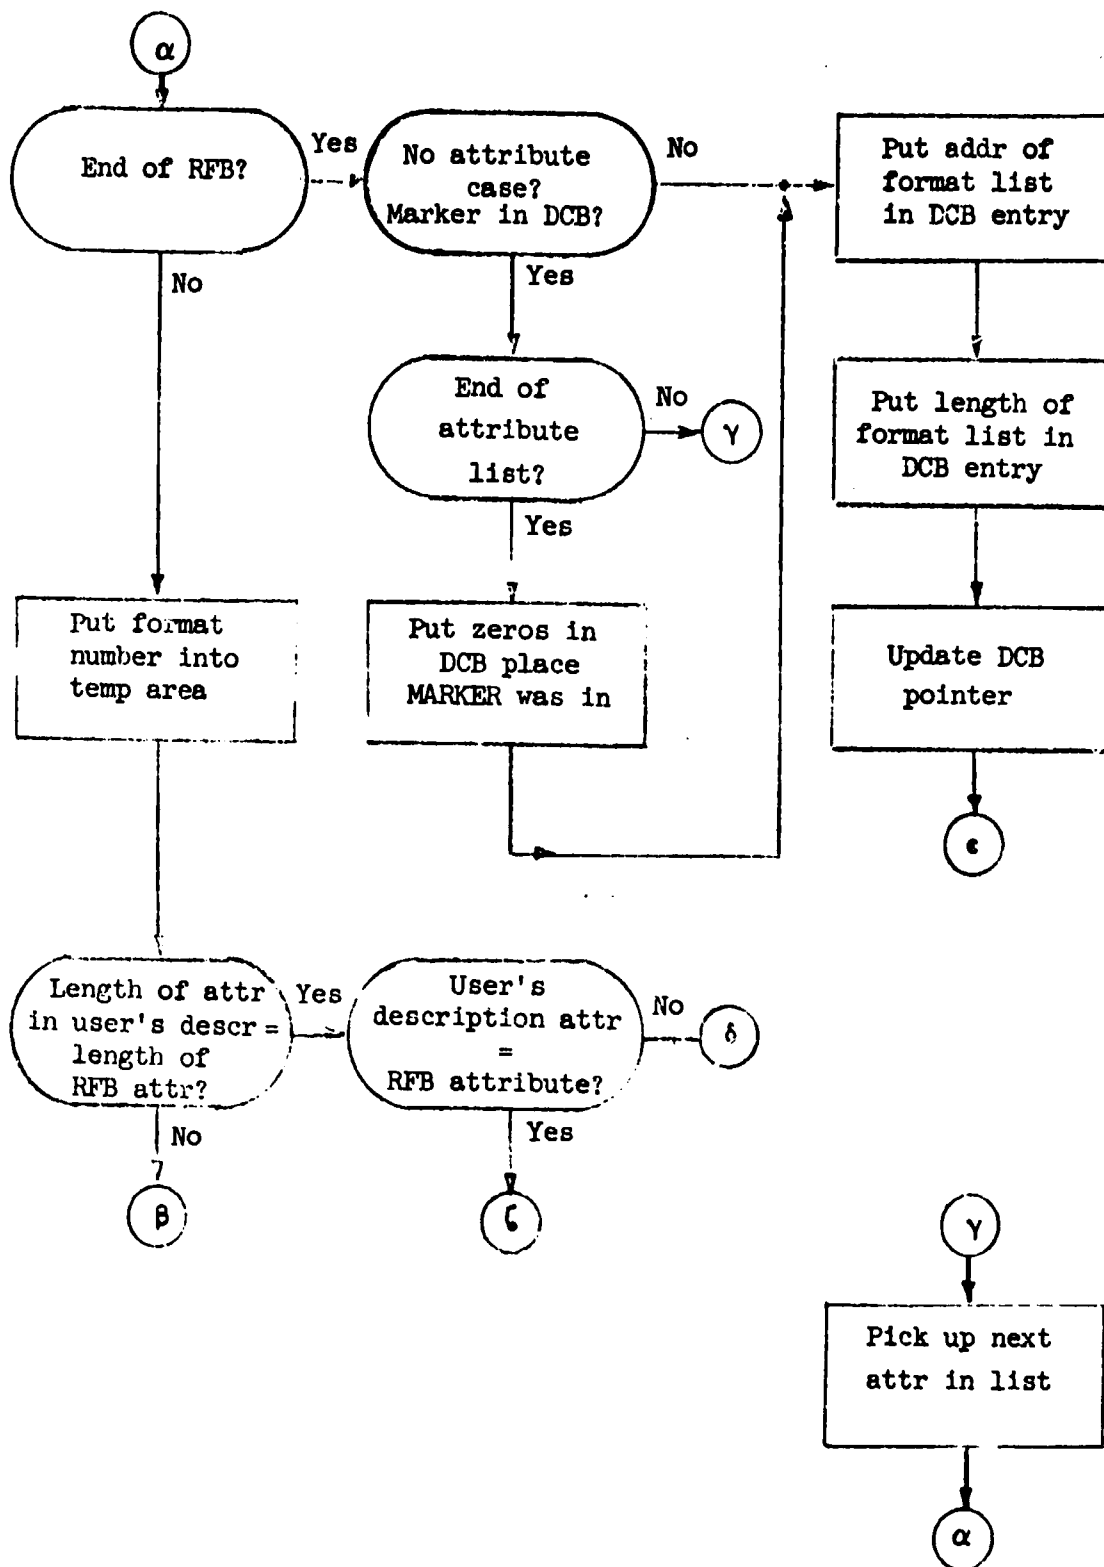 α
End of RFB?
Yes
No
No attribute
case?
Marker in DCB?
No
Yes
Put addr of
format list
in DCB entry
End of
attribute
list?
No
γ
Yes
Put length of
format list in
DCB entry
Put format
number into
temp area
Put zeros in
DCB place
MARKER was in
Update DCB
pointer
ϵ
Length of attr
in user's descr =
length of
RFB attr?
Yes
No
β
User's
description attr
=
RFB attribute?
No
δ
Yes
ζ
γ
Pick up next
attr in list
α